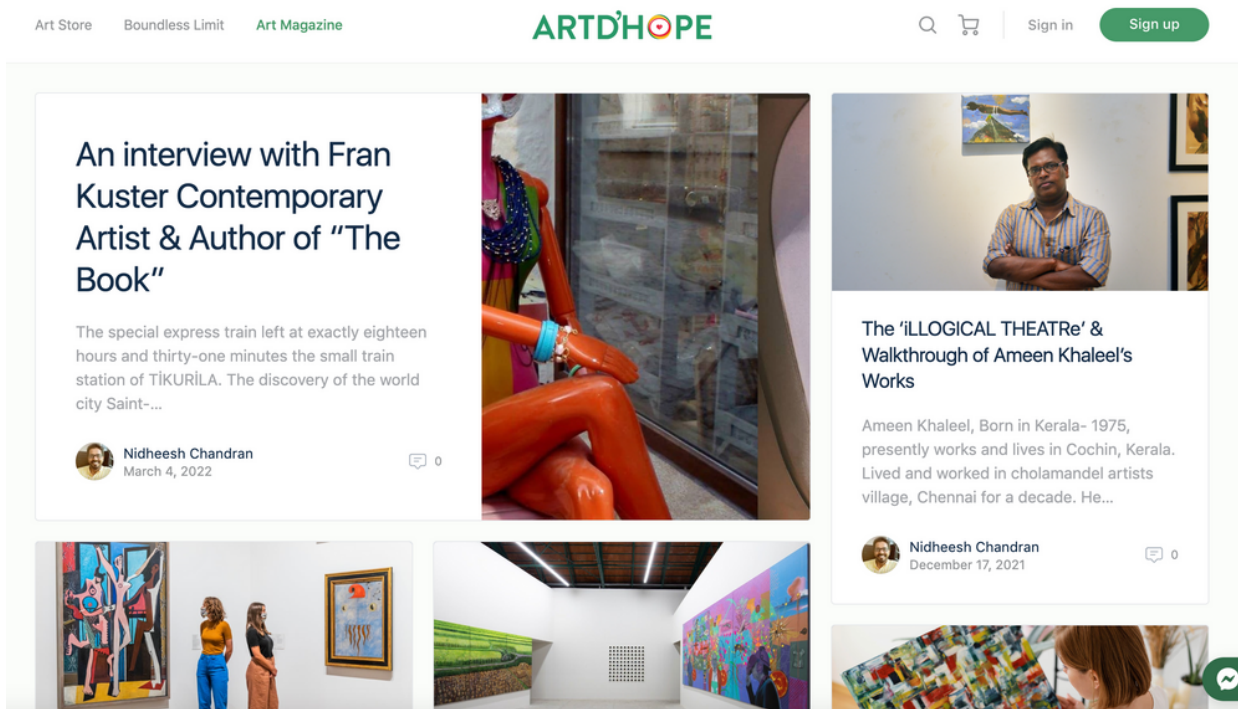 Art Store
Boundless Limit
Art Magazine
ARTD'HOPE
Sign in
Sign up
An interview with Fran
Kuster Contemporary
Artist & Author of “The
Book”
The special express train left at exactly eighteen
hours and thirty-one minutes the small train
station of TİKURİLA. The discovery of the world
city Saint-...
Nidheesh Chandran
March 4, 2022
0
The ‘iLLOGICAL THEATRe’ &
Walkthrough of Ameen Khaleel’s
Works
Ameen Khaleel, Born in Kerala- 1975,
presently works and lives in Cochin, Kerala.
Lived and worked in cholamandel artists
village, Chennai for a decade. He...
Nidheesh Chandran
December 17, 2021
0